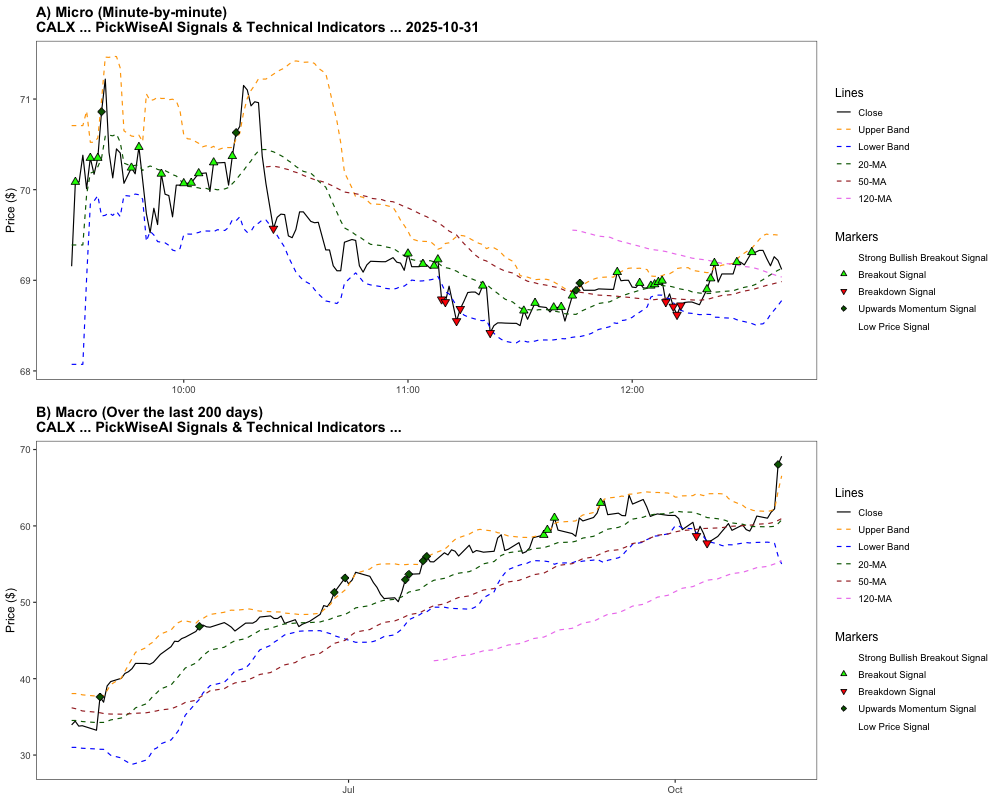 A) Micro (Minute-by-minute)
CALX ... PickWiseAI Signals & Technical Indicators ... 2025-10-31
Price ($)
71
70
69
68
10:00
11:00
12:00
Lines
Close
Upper Band
Lower Band
20-MA
50-MA
120-MA
Markers
Strong Bullish Breakout Signal
Breakout Signal
Breakdown Signal
Upwards Momentum Signal
Low Price Signal
B) Macro (Over the last 200 days)
CALX ... PickWiseAI Signals & Technical Indicators ...
Price ($)
70
60
50
40
30
Jul
Oct
Lines
Close
Upper Band
Lower Band
20-MA
50-MA
120-MA
Markers
Strong Bullish Breakout Signal
Breakout Signal
Breakdown Signal
Upwards Momentum Signal
Low Price Signal